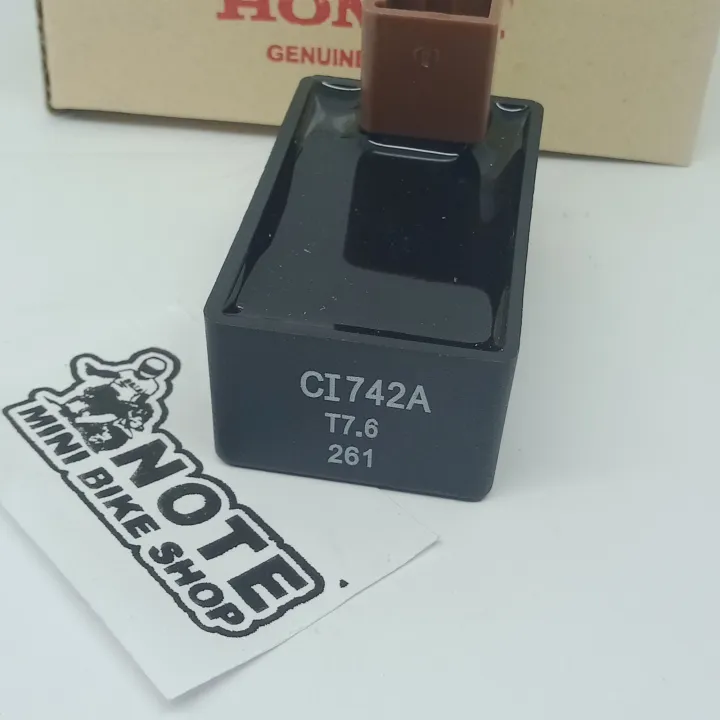 GENUINE
CI742A
T7.6
261
NOTE
MINI BIKE SHOP